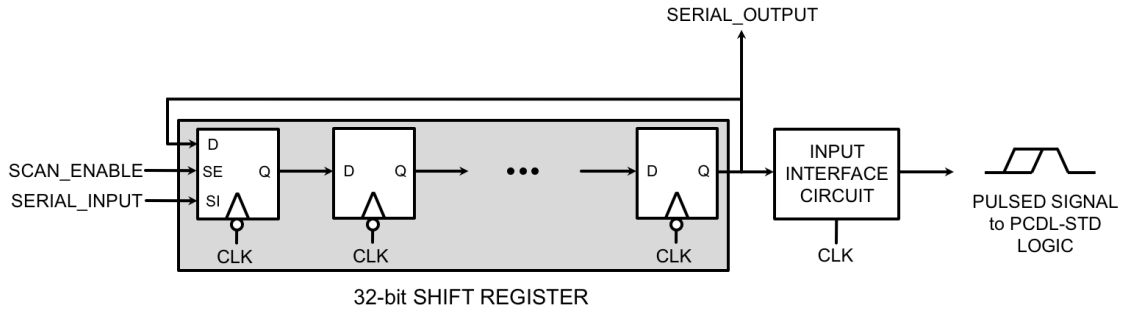 SERIAL_OUTPUT
D
SCAN_ENABLE
SE
Q
D
Q
D
Q
SERIAL_INPUT
SI
CLK
CLK
CLK
INPUT
INTERFACE
CIRCUIT
CLK
PULSED SIGNAL
to PCDL-STD
LOGIC
32-bit SHIFT REGISTER